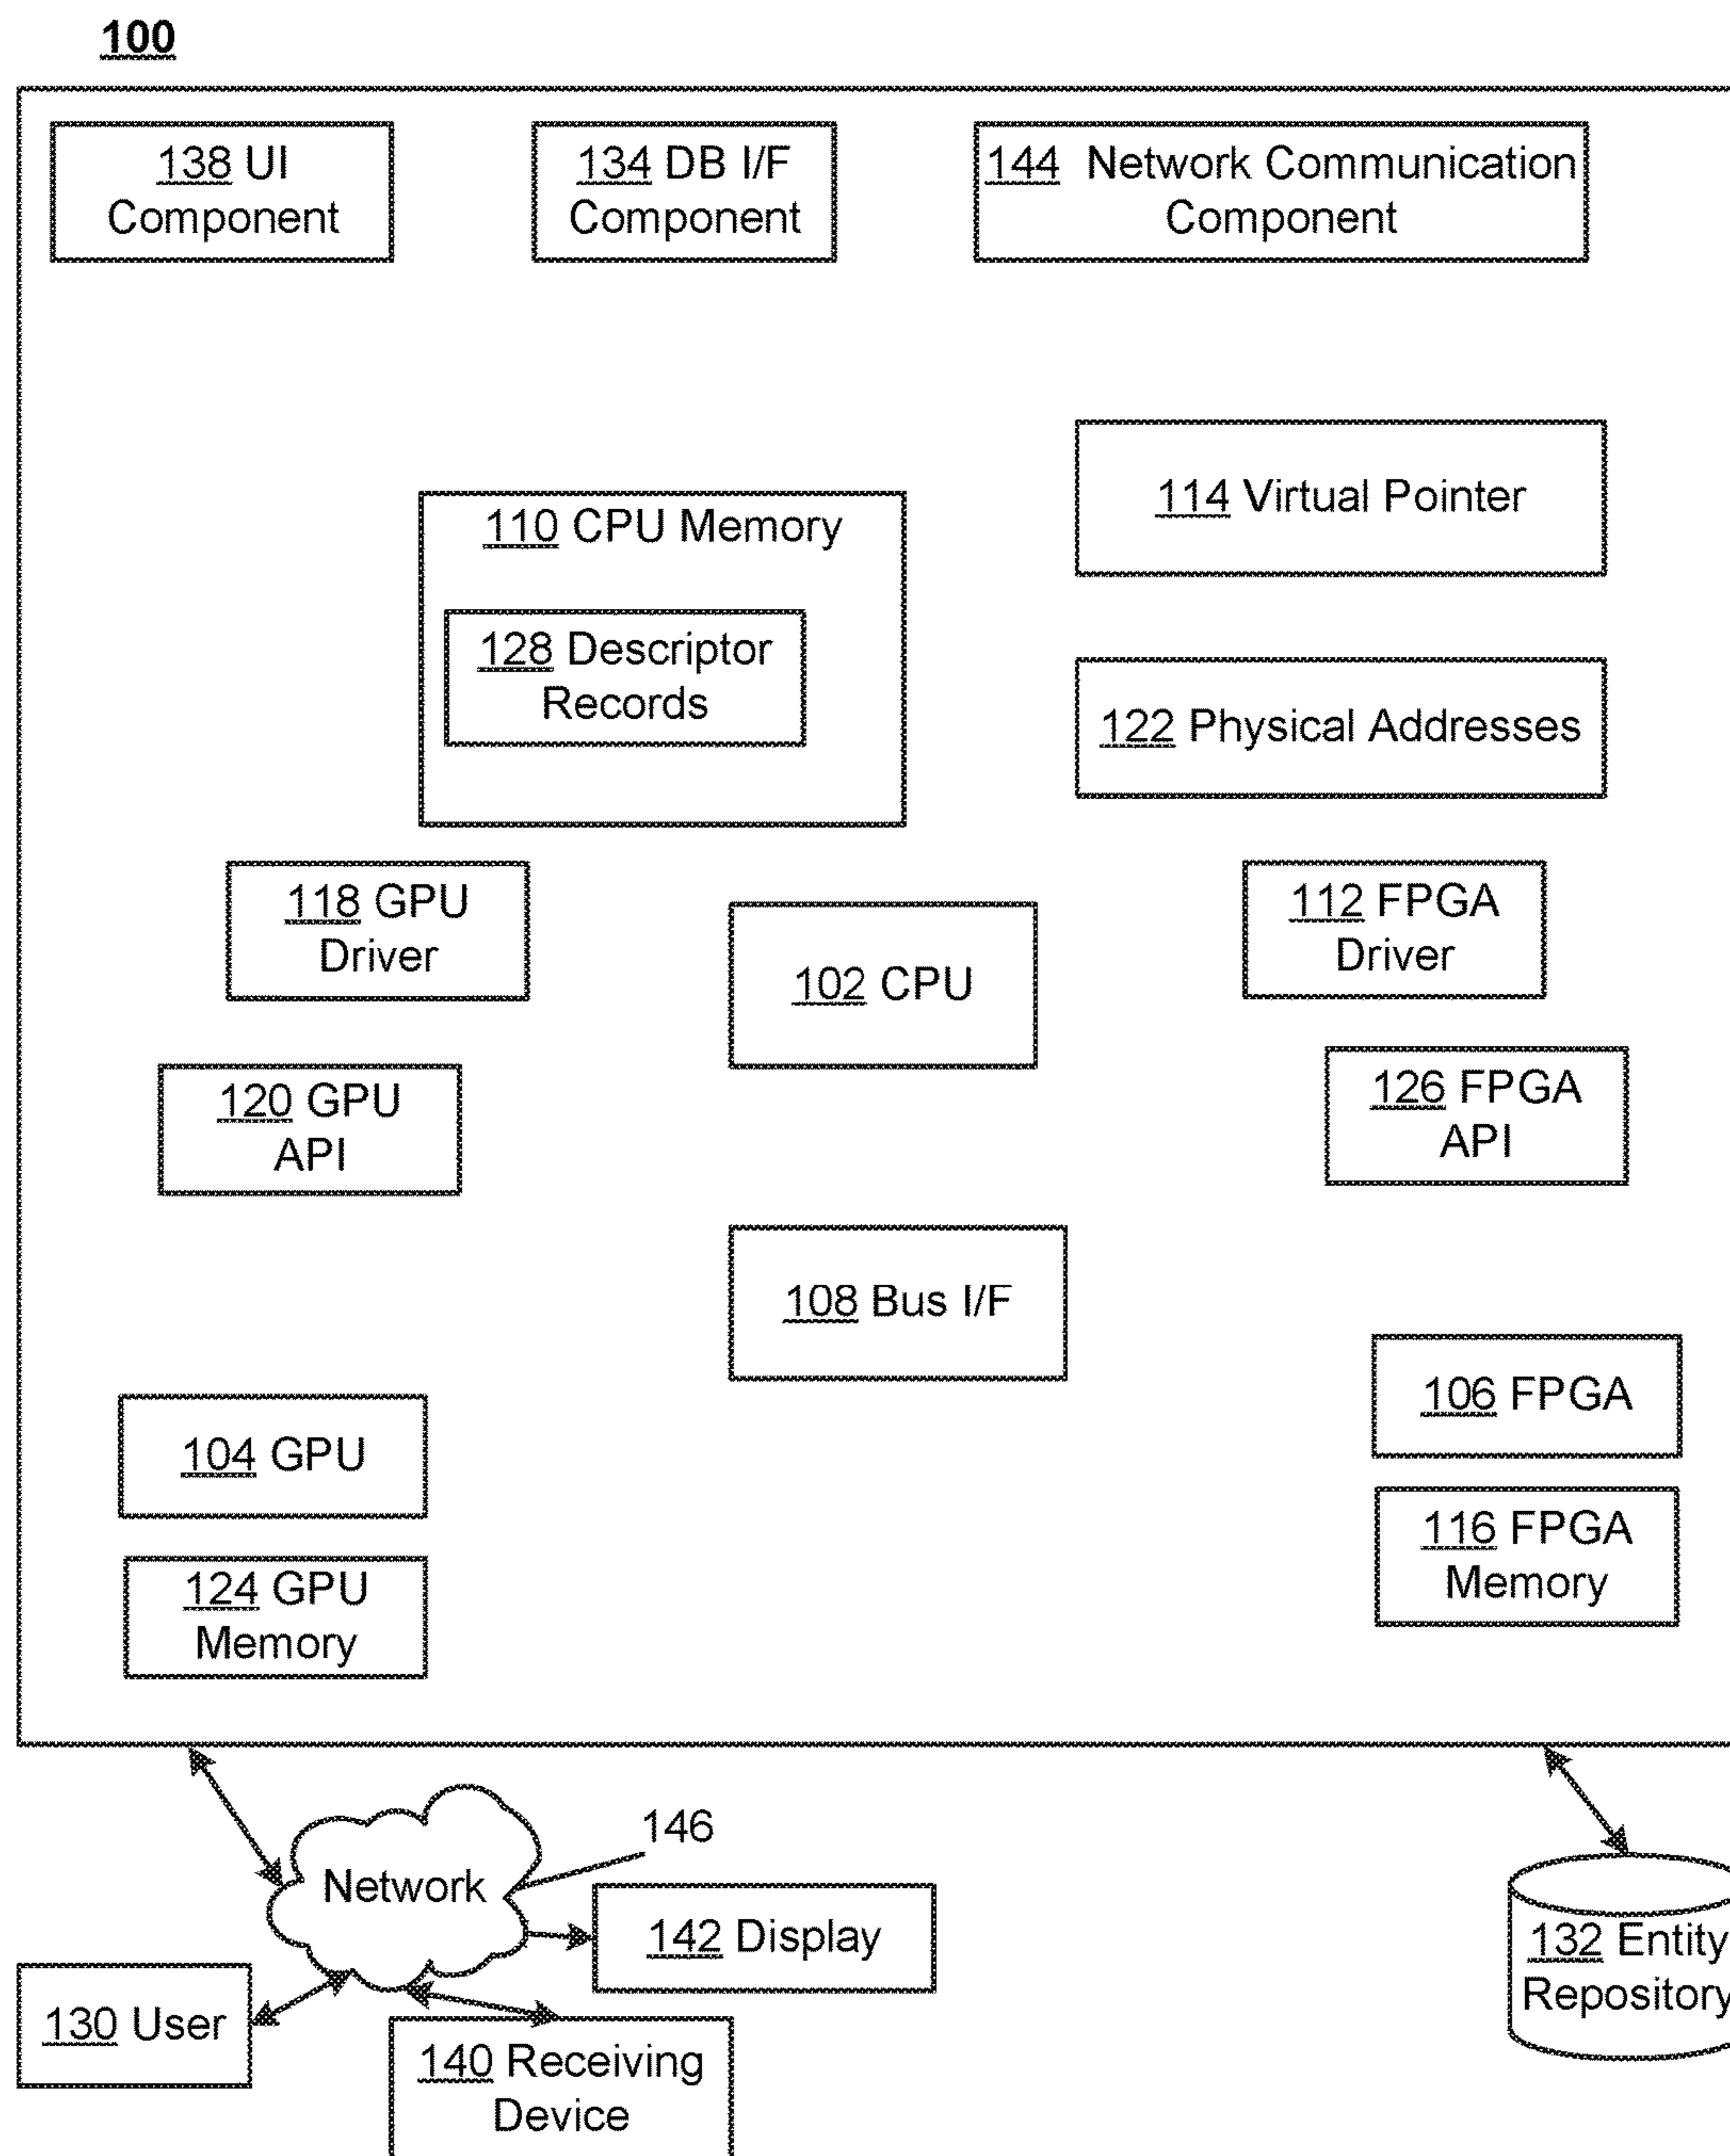 100
138 UI
Component
134 DB I/F
Component
144 Network Communication
Component
114 Virtual Pointer
110 CPU Memory
128 Descriptor
Records
122 Physical Addresses
118 GPU
Driver
102 CPU
112 FPGA
Driver
120 GPU
API
126 FPGA
API
108 Bus I/F
106 FPGA
104 GPU
116 FPGA
Memory
124 GPU
Memory
146
Network
142 Display
132 Entity
Repository
130 User
140 Receiving
Device